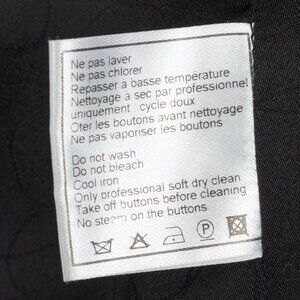 Ne pas laver
Ne pas chlorer
Repasser à basse température
Nettoyage à sec par professionnel
uniquement cycle doux
Oter les boutons avant nettoyage
Ne pas vaporiser les boutons
Do not wash
Do not bleach
Cool iron
Only professional soft dry clean
Take off buttons before cleaning
No steam on the buttons
P